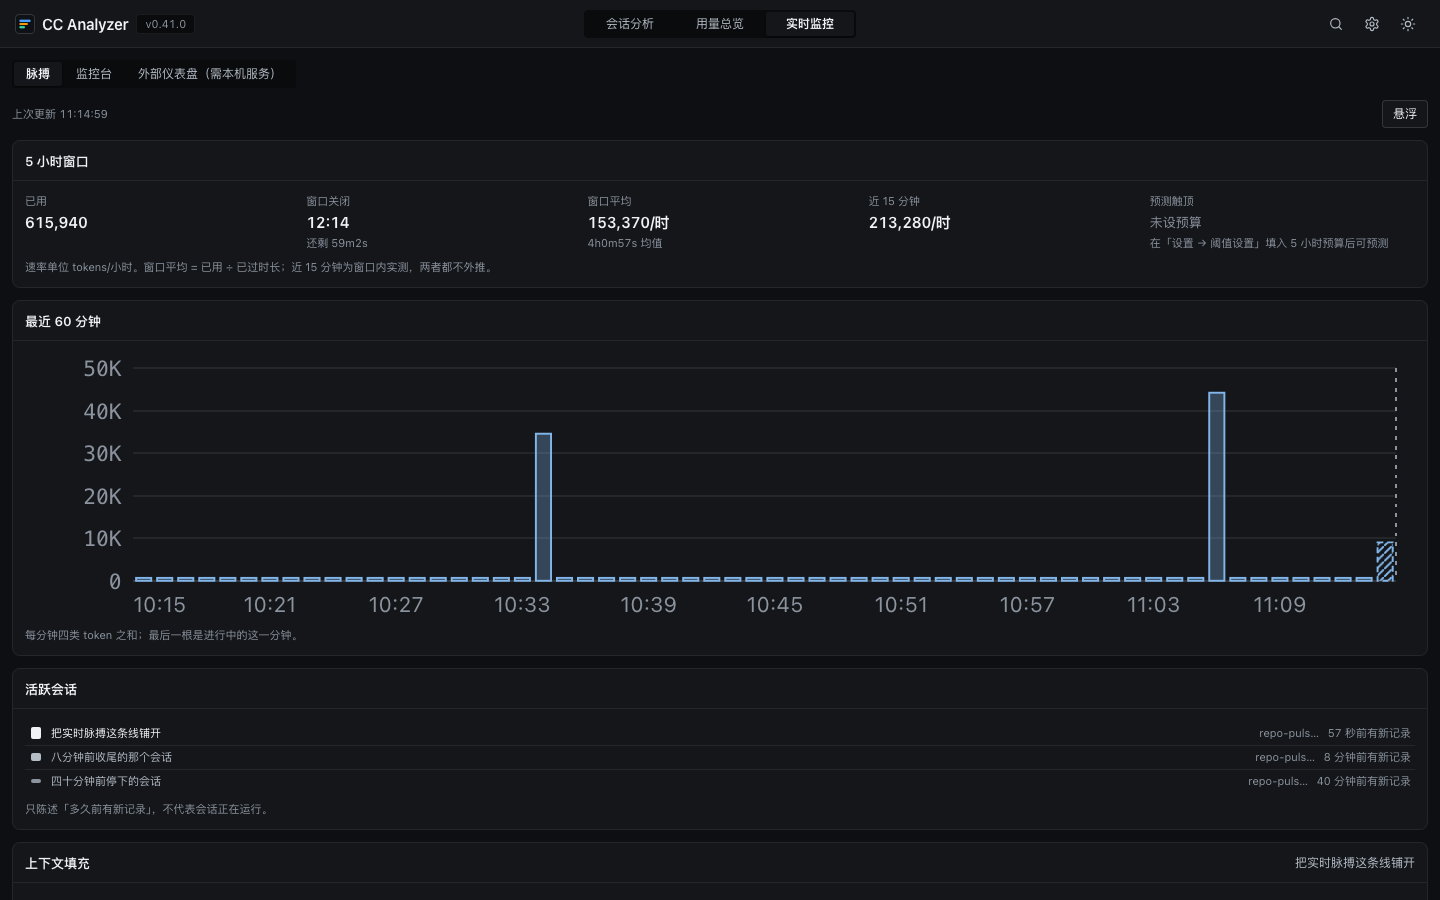 CC Analyzer v0.41.0 会话分析 用量总览 实时监控
脉搏 监控台 外部仪表盘（需本机服务）
上次更新 11:14:59 悬浮
5 小时窗口
已用 窗口关闭 窗口平均 近 15 分钟 预测触顶
615,940 12:14 153,370/时 213,280/时 未设预算
还剩 59m2s 4h0m57s 均值 在「设置 → 阈值设置」填入 5 小时预算后可预测
速率单位 tokens/小时。窗口平均 = 已用 ÷ 已过时长；近 15 分钟为窗口内实测，两者都不外推。
最近 60 分钟
50K
40K
30K
20K
10K
0
10:15 10:21 10:27 10:33 10:39 10:45 10:51 10:57 11:03 11:09
每分钟四类 token 之和；最后一根是进行中的这一分钟。
活跃会话
把实时脉搏这条线铺开 repo-puls… 57 秒前有新记录
八分钟前收尾的那个会话 repo-puls… 8 分钟前有新记录
四十分钟前停下的会话 repo-puls… 40 分钟前有新记录
只陈述「多久前有新记录」，不代表会话正在运行。
上下文填充 把实时脉搏这条线铺开